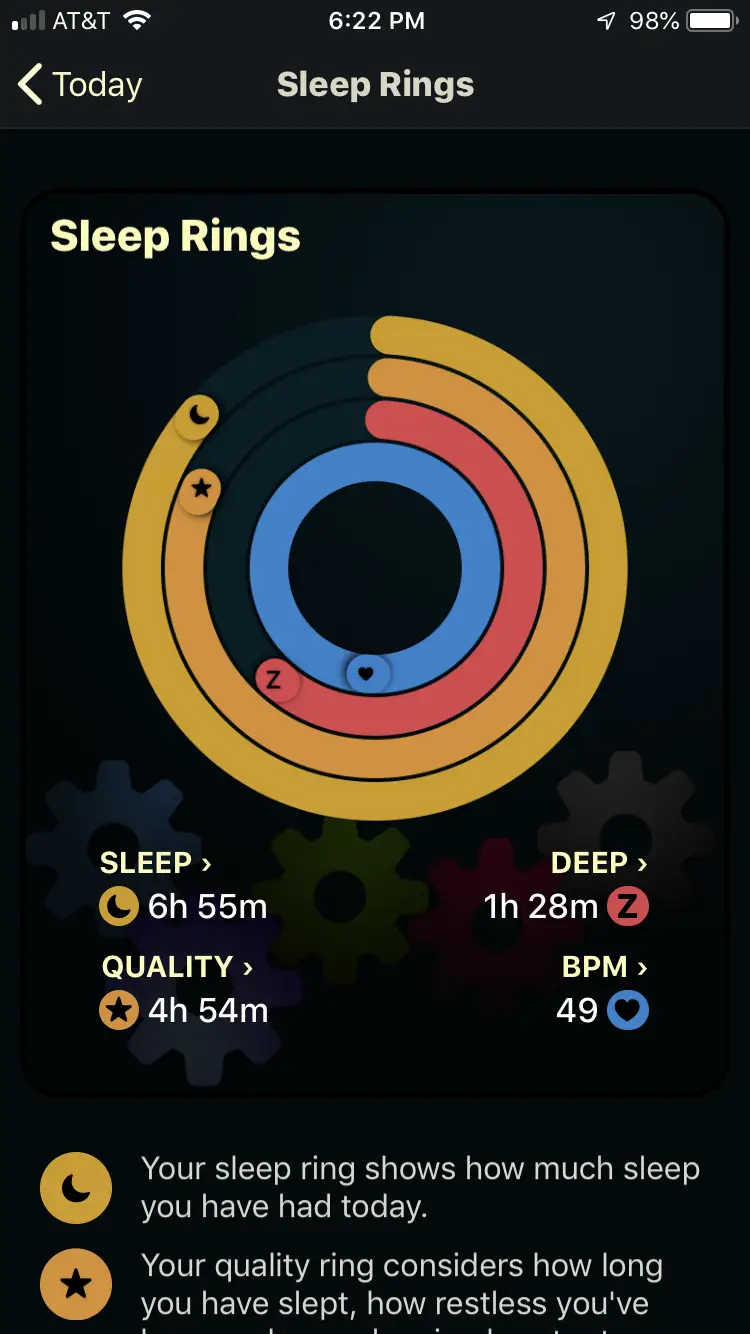 AT&T 6:22 PM 98%
Today Sleep Rings
Sleep Rings
Z
SLEEP › DEEP ›
6h 55m 1h 28m Z
QUALITY › BPM ›
4h 54m 49
Your sleep ring shows how much sleep
you have had today.
Your quality ring considers how long
you have slept, how restless you've